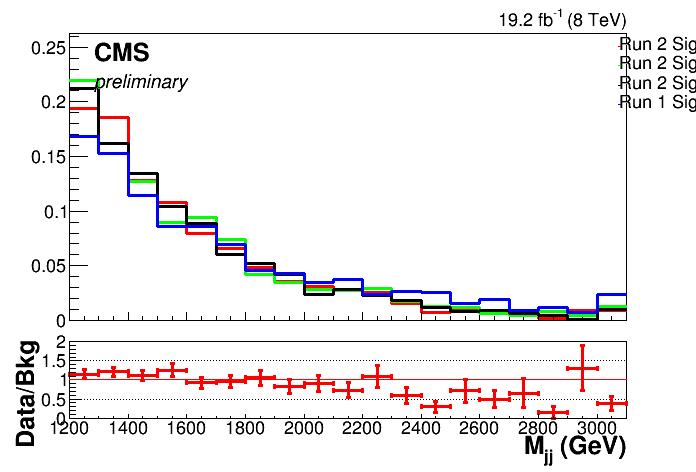 19.2 fb⁻¹ (8 TeV)
CMS
preliminary
Run 2 Sig
Run 2 Sig
Run 2 Sig
Run 1 Sig
0.25
0.2
0.15
0.1
0.05
0
Data/Bkg
2
1.5
1
0.5
0
1200 1400 1600 1800 2000 2200 2400 2600 2800 3000
Mjj (GeV)